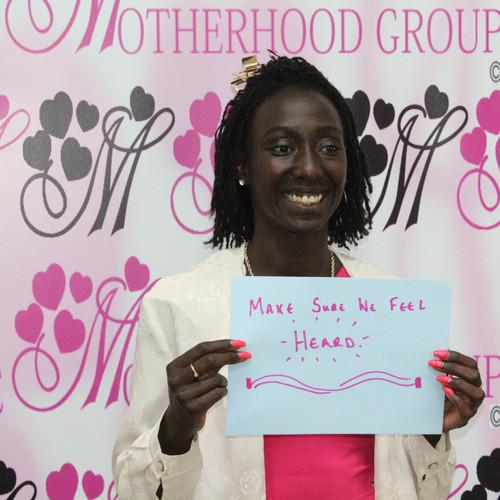 MOTHERHOOD GROUP
©
Make Sure We Feel
- Heard. -